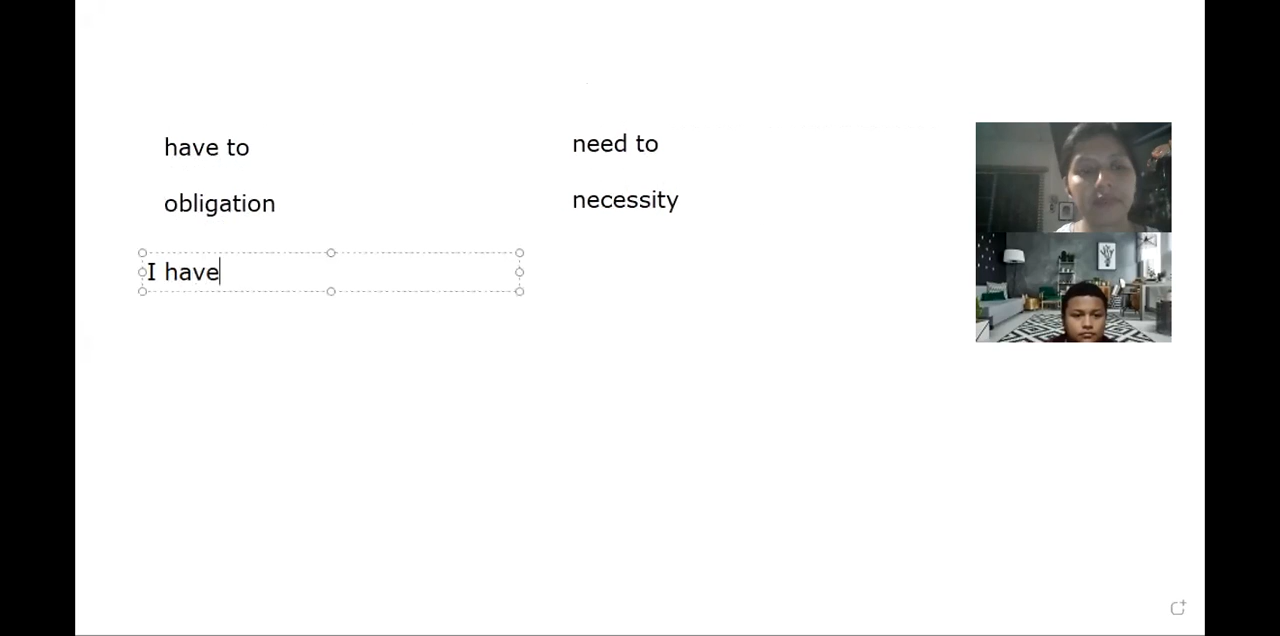 have to
need to
obligation
necessity
I have